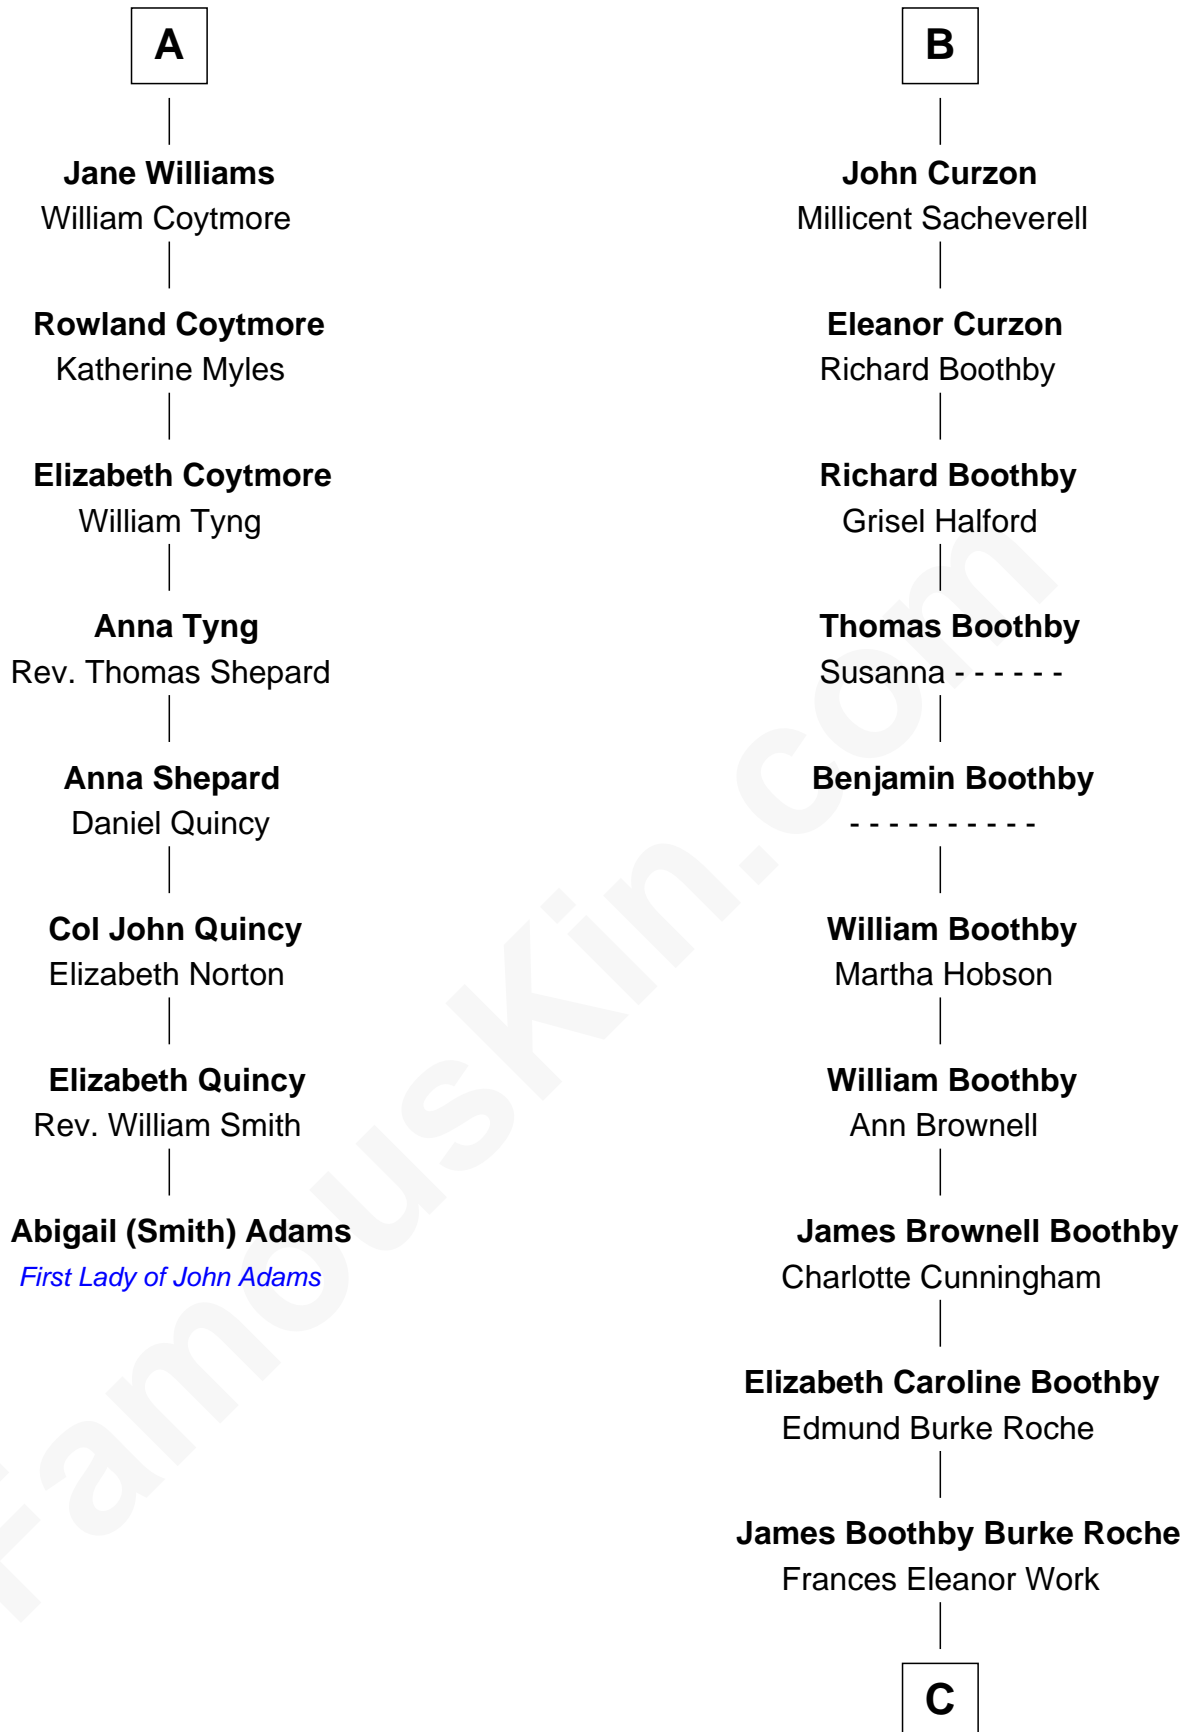 A
Jane Williams
William Coytmore
Rowland Coytmore
Katherine Myles
Elizabeth Coytmore
William Tyng
Anna Tyng
Rev. Thomas Shepard
Anna Shepard
Daniel Quincy
Col John Quincy
Elizabeth Norton
Elizabeth Quincy
Rev. William Smith
Abigail (Smith) Adams
First Lady of John Adams
B
John Curzon
Millicent Sacheverell
Eleanor Curzon
Richard Boothby
Richard Boothby
Grisel Halford
Thomas Boothby
Susanna - - - - - -
Benjamin Boothby
- - - - - - - - - -
William Boothby
Martha Hobson
William Boothby
Ann Brownell
James Brownell Boothby
Charlotte Cunningham
Elizabeth Caroline Boothby
Edmund Burke Roche
James Boothby Burke Roche
Frances Eleanor Work
C
FamousKin.com